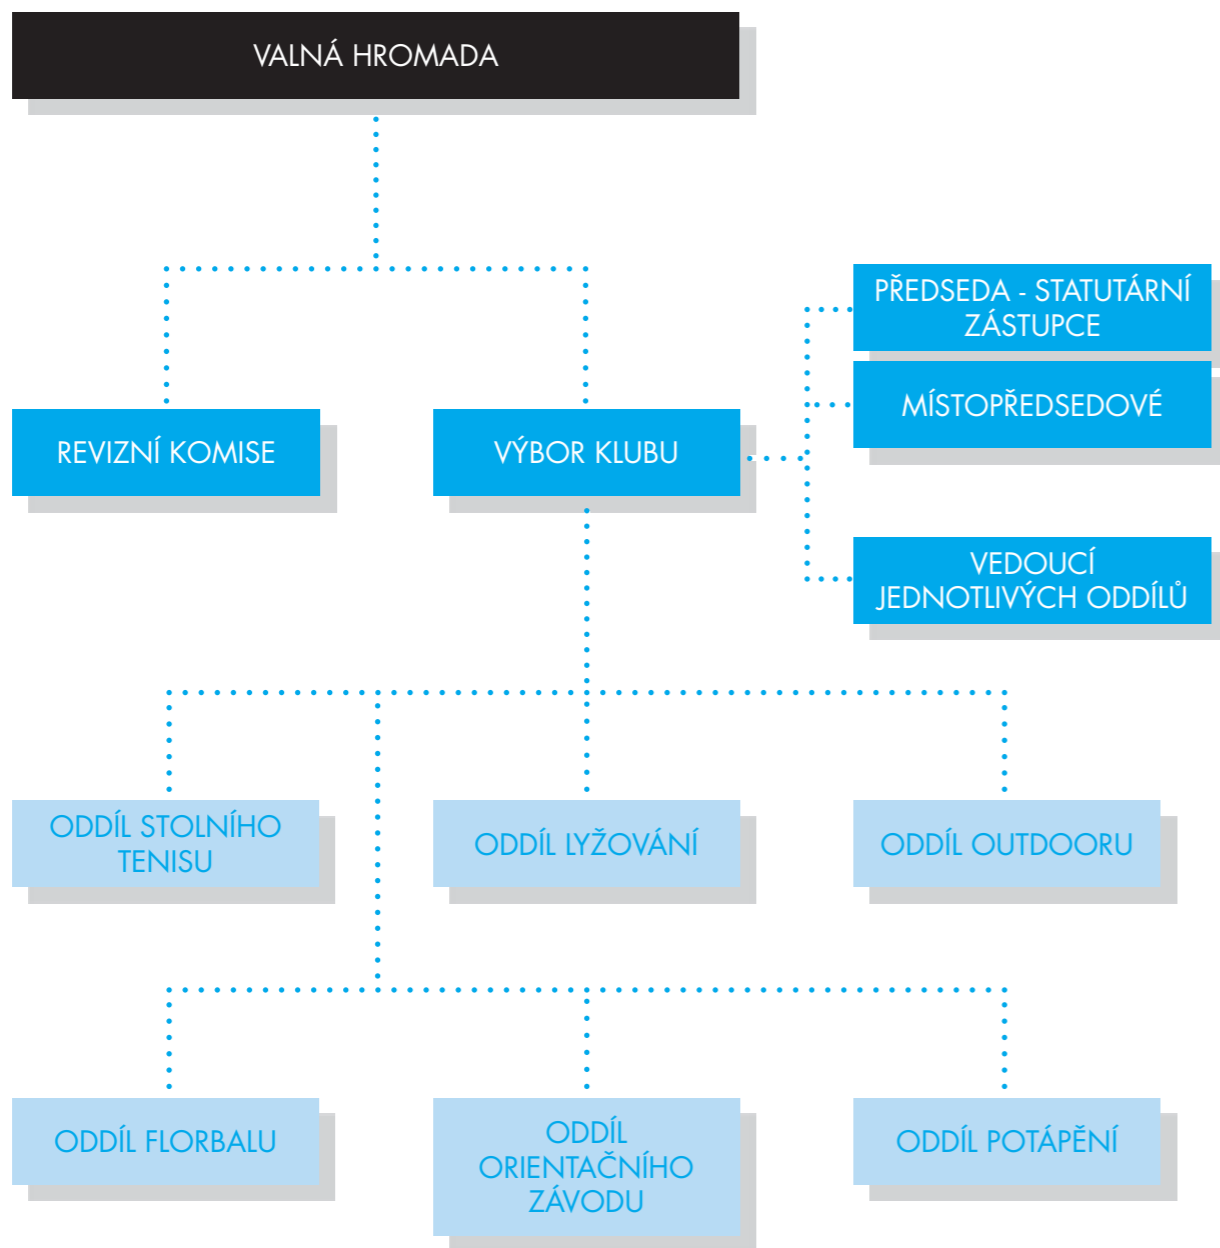 VALNÁ HROMADA
PŘEDSEDA - STATUTÁRNÍ
ZÁSTUPCE
MÍSTOPŘEDSEDOVÉ
REVIZNÍ KOMISE
VÝBOR KLUBU
VEDOUCÍ
JEDNOTLIVÝCH ODDÍLŮ
ODDÍL STOLNÍHO
TENISU
ODDÍL LYŽOVÁNÍ
ODDÍL OUTDOORU
ODDÍL FLORBALU
ODDÍL
ORIENTAČNÍHO
ZÁVODU
ODDÍL POTÁPĚNÍ